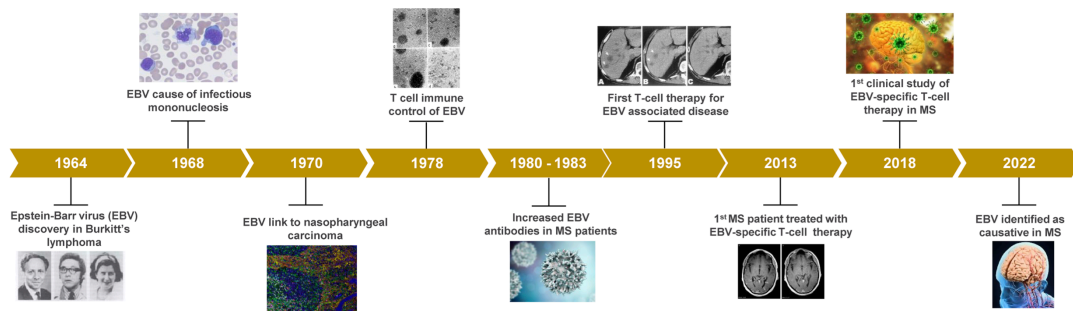 EBV cause of infectious
mononucleosis
T cell immune
control of EBV
A
B
C
First T-cell therapy for
EBV associated disease
1st clinical study of
EBV-specific T-cell
therapy in MS
1964
1968
1970
1978
1980 - 1983
1995
2013
2018
2022
Epstein-Barr virus (EBV)
discovery in Burkitt's
lymphoma
EBV link to nasopharyngeal
carcinoma
Increased EBV
antibodies in MS patients
1st MS patient treated with
EBV-specific T-cell therapy
EBV identified as
causative in MS